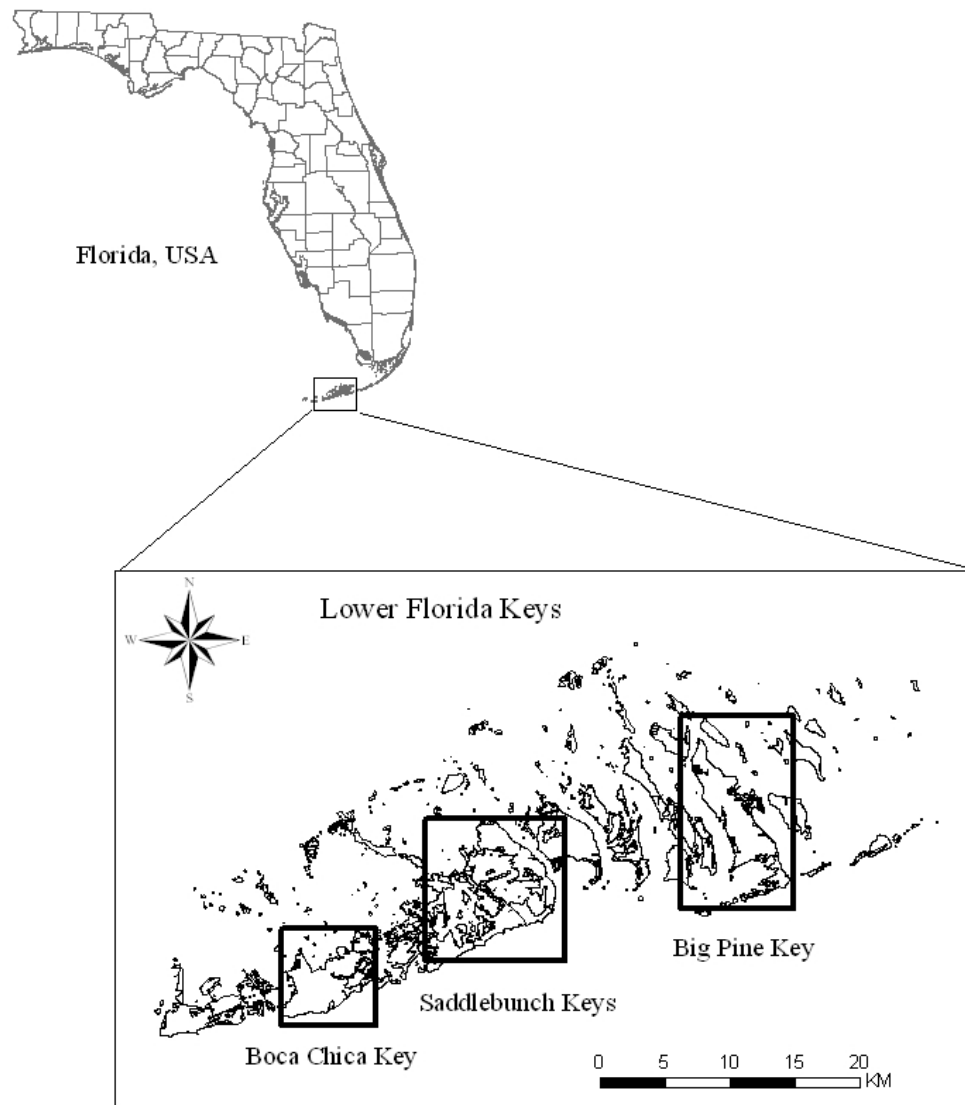 Florida, USA
Lower Florida Keys
N
W E
S
Big Pine Key
Saddlebunch Keys
Boca Chica Key
0 5 10 15 20
KM